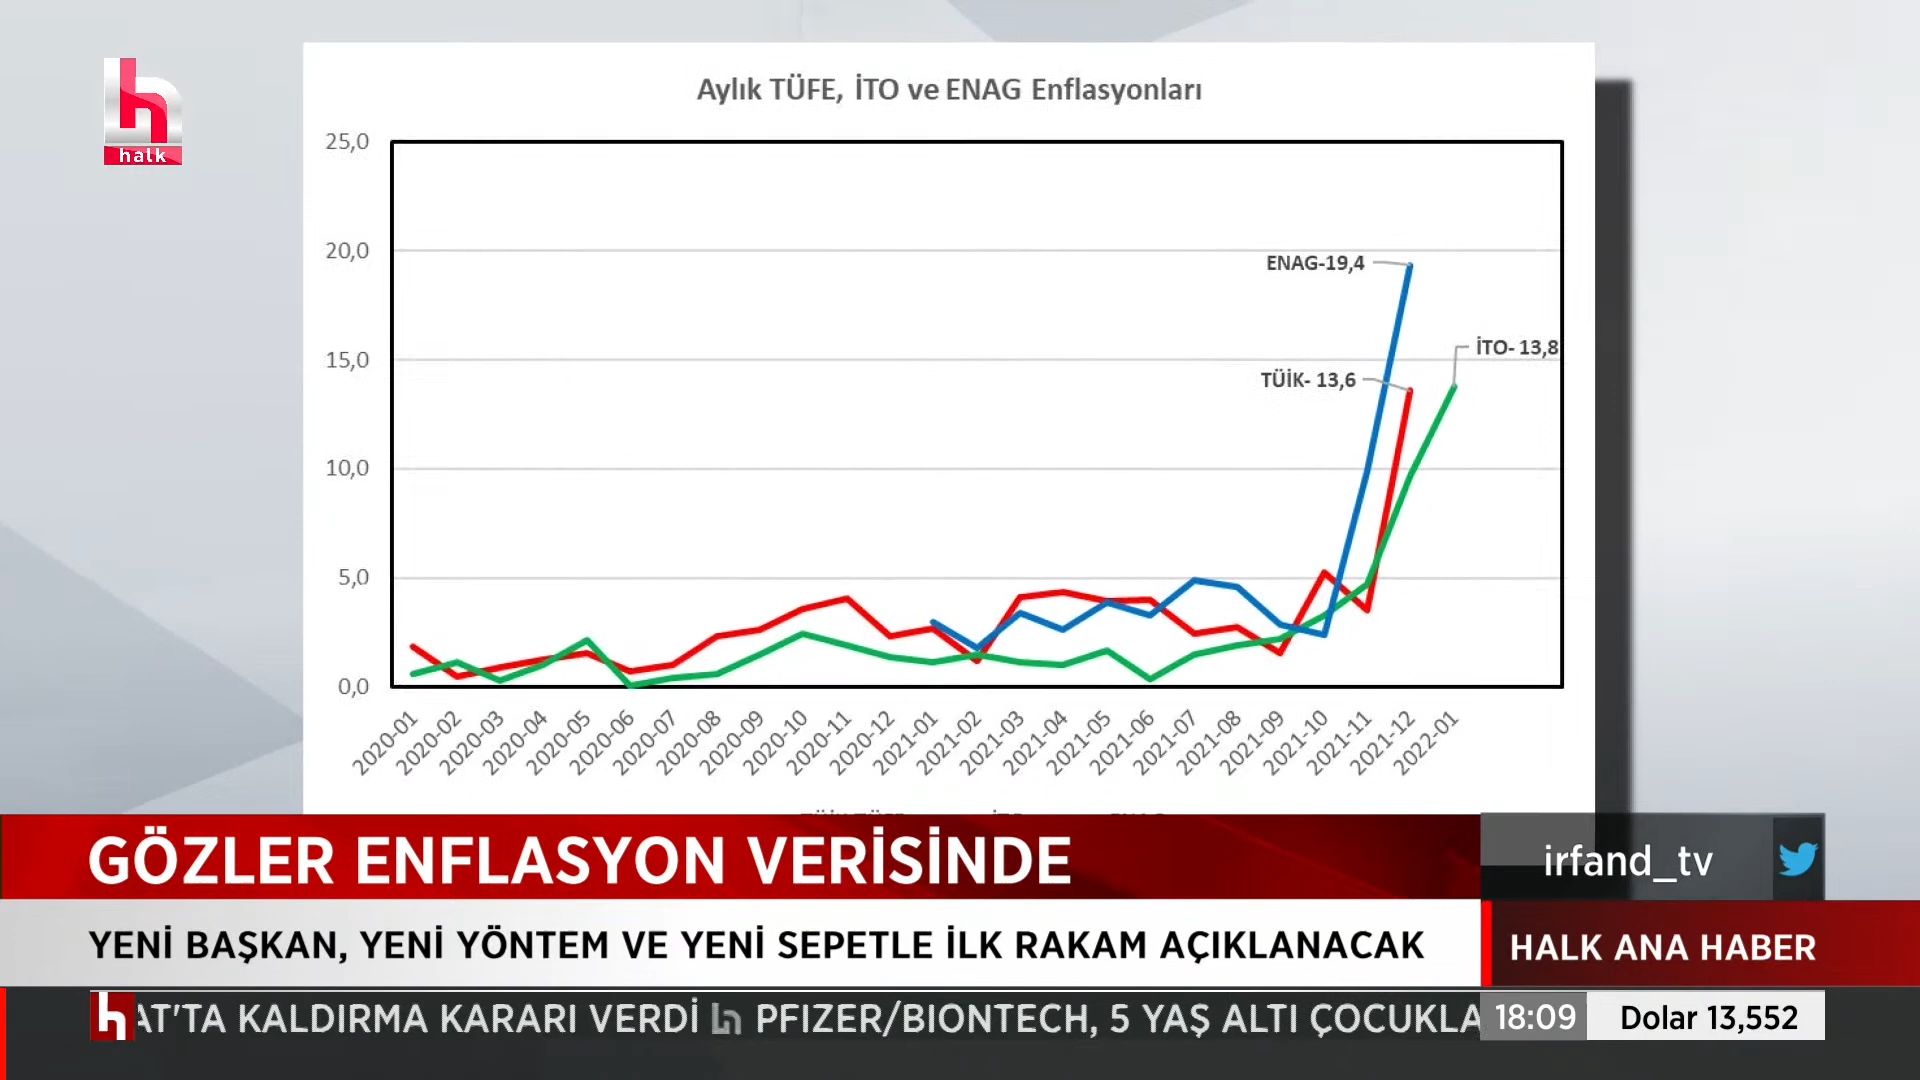 halk
Aylık TÜFE, İTO ve ENAG Enflasyonları
25,0
20,0
15,0
10,0
5,0
0,0
ENAG-19,4
İTO- 13,8
TÜİK- 13,6
2020-01
2020-02
2020-03
2020-04
2020-05
2020-06
2020-07
2020-08
2020-09
2020-10
2020-11
2020-12
2021-01
2021-02
2021-03
2021-04
2021-05
2021-06
2021-07
2021-08
2021-09
2021-10
2021-11
2021-12
2022-01
GÖZLER ENFLASYON VERİSİNDE
irfand_tv
YENİ BAŞKAN, YENİ YÖNTEM VE YENİ SEPETLE İLK RAKAM AÇIKLANACAK
HALK ANA HABER
AT'TA KALDIRMA KARARI VERDİ PFIZER/BIONTECH, 5 YAŞ ALTI ÇOCUKLA
18:09
Dolar 13,552